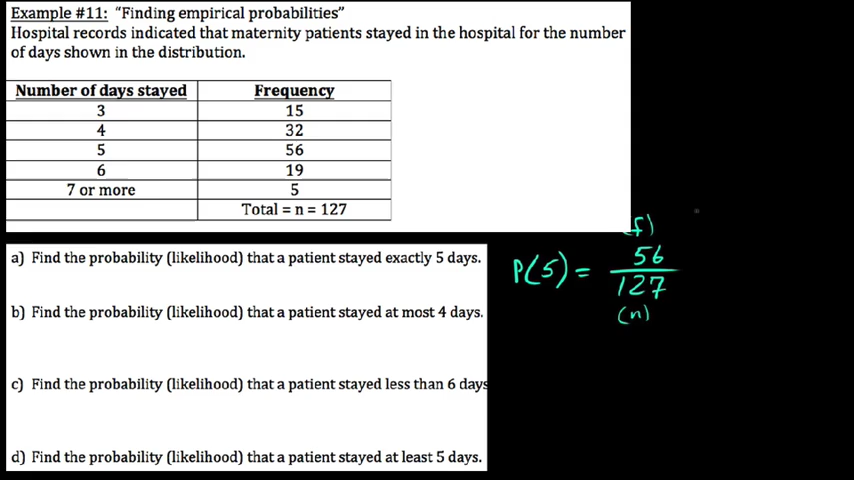 Example #11: “Finding empirical probabilities”
Hospital records indicated that maternity patients stayed in the hospital for the number
of days shown in the distribution.
Number of days stayed Frequency
3 15
4 32
5 56
6 19
7 or more 5
Total = n = 127
a) Find the probability (likelihood) that a patient stayed exactly 5 days.
(f)
P(5) = 56
127
(n)
b) Find the probability (likelihood) that a patient stayed at most 4 days.
c) Find the probability (likelihood) that a patient stayed less than 6 days
d) Find the probability (likelihood) that a patient stayed at least 5 days.